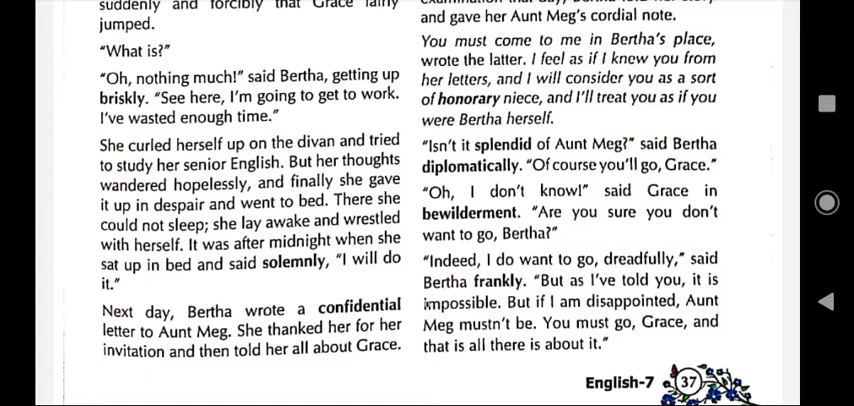 suddenly and forcibly that Grace fairly
jumped.
"What is?"
"Oh, nothing much!" said Bertha, getting up
briskly. "See here, I'm going to get to work.
I've wasted enough time."
She curled herself up on the divan and tried
to study her senior English. But her thoughts
wandered hopelessly, and finally she gave
it up in despair and went to bed. There she
could not sleep; she lay awake and wrestled
with herself. It was after midnight when she
sat up in bed and said solemnly, "I will do
it."
Next day, Bertha wrote a confidential
letter to Aunt Meg. She thanked her for her
invitation and then told her all about Grace.
and gave her Aunt Meg's cordial note.
You must come to me in Bertha's place,
wrote the latter. I feel as if I knew you from
her letters, and I will consider you as a sort
of honorary niece, and I'll treat you as if you
were Bertha herself.
"Isn't it splendid of Aunt Meg?" said Bertha
diplomatically. "Of course you'll go, Grace."
"Oh, I don't know!" said Grace in
bewilderment. "Are you sure you don't
want to go, Bertha?"
"Indeed, I do want to go, dreadfully," said
Bertha frankly. "But as I've told you, it is
impossible. But if I am disappointed, Aunt
Meg mustn't be. You must go, Grace, and
that is all there is about it."
English-7 37